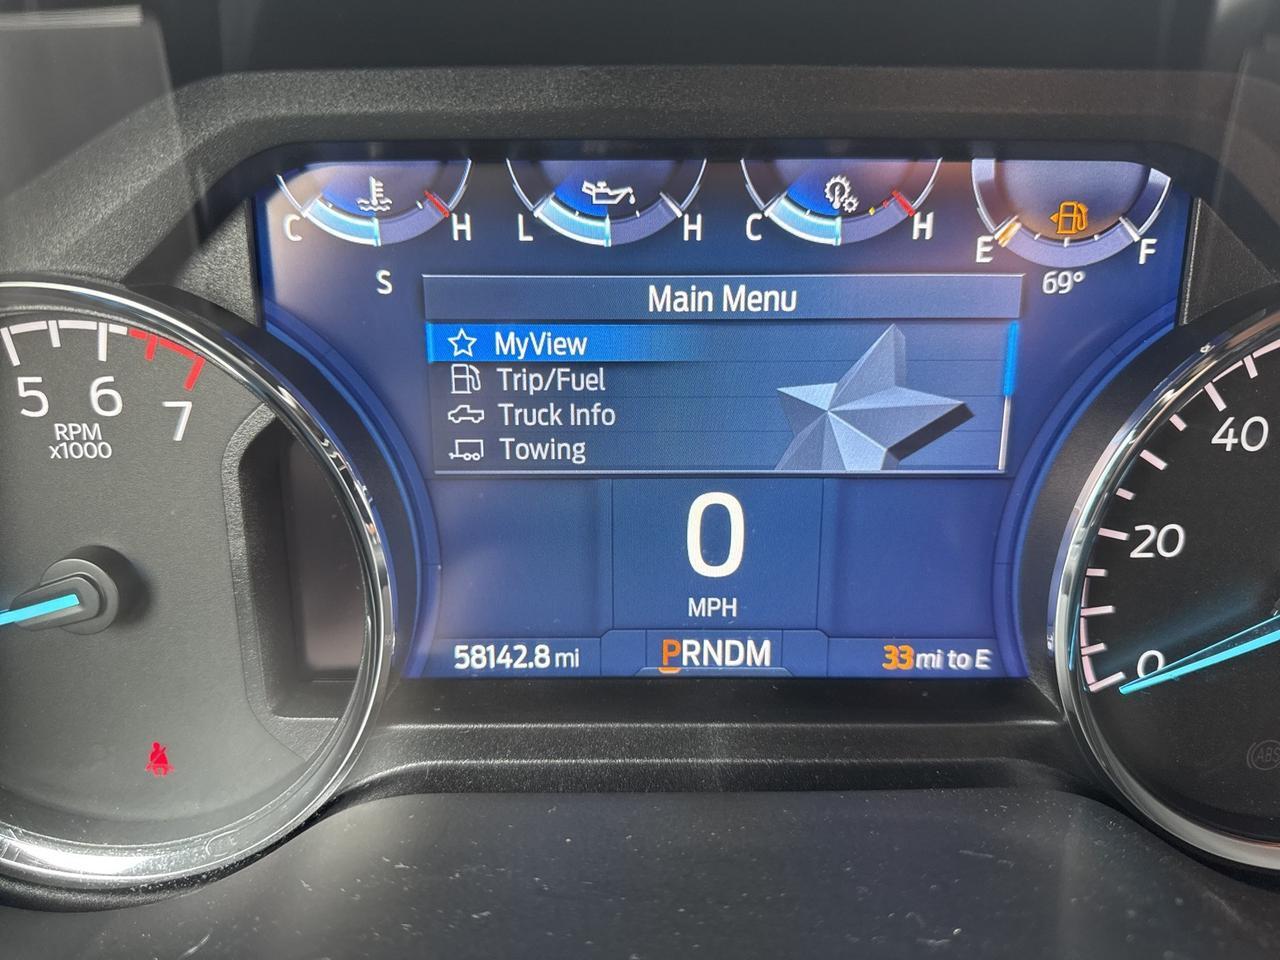 C H
L H
C H
E F
S
69°
Main Menu
MyView
Trip/Fuel
Truck Info
Towing
0
MPH
58142.8 mi
PRNDM
33 mi to E
5 6 7
RPM
x1000
40
20
0
ABS